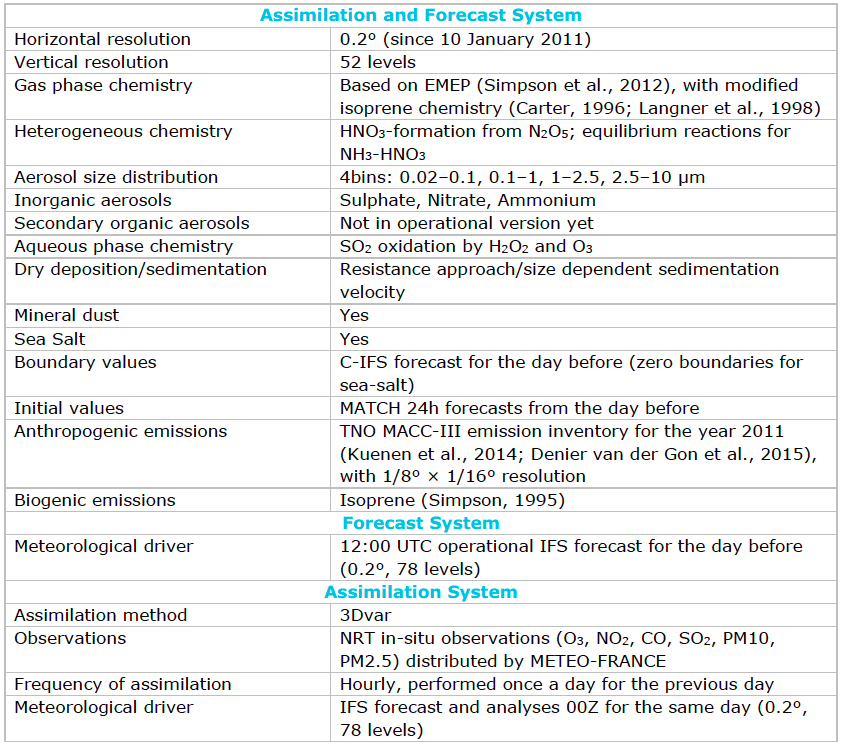 Assimilation and Forecast System
Horizontal resolution 0.2º (since 10 January 2011)
Vertical resolution 52 levels
Gas phase chemistry Based on EMEP (Simpson et al., 2012), with modified
isoprene chemistry (Carter, 1996; Langner et al., 1998)
Heterogeneous chemistry HNO₃-formation from N₂O₅; equilibrium reactions for
NH₃-HNO₃
Aerosol size distribution 4bins: 0.02–0.1, 0.1–1, 1–2.5, 2.5–10 µm
Inorganic aerosols Sulphate, Nitrate, Ammonium
Secondary organic aerosols Not in operational version yet
Aqueous phase chemistry SO₂ oxidation by H₂O₂ and O₃
Dry deposition/sedimentation Resistance approach/size dependent sedimentation
velocity
Mineral dust Yes
Sea Salt Yes
Boundary values C-IFS forecast for the day before (zero boundaries for
sea-salt)
Initial values MATCH 24h forecasts from the day before
Anthropogenic emissions TNO MACC-III emission inventory for the year 2011
(Kuenen et al., 2014; Denier van der Gon et al., 2015),
with 1/8º × 1/16º resolution
Biogenic emissions Isoprene (Simpson, 1995)
Forecast System
Meteorological driver 12:00 UTC operational IFS forecast for the day before
(0.2º, 78 levels)
Assimilation System
Assimilation method 3Dvar
Observations NRT in-situ observations (O₃, NO₂, CO, SO₂, PM10,
PM2.5) distributed by METEO-FRANCE
Frequency of assimilation Hourly, performed once a day for the previous day
Meteorological driver IFS forecast and analyses 00Z for the same day (0.2º,
78 levels)